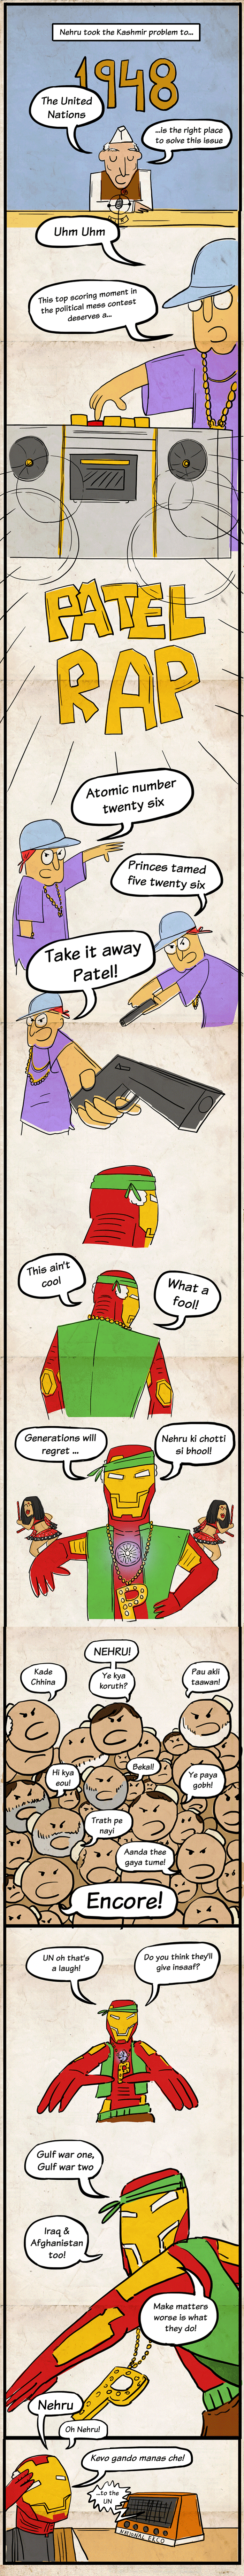 Nehru took the Kashmir problem to...
1948
The United
Nations
...is the right place
to solve this issue
Uhm Uhm
This top scoring moment in
the political mess contest
deserves a...
PATEL
RAP
Atomic number
twenty six
Princes tamed
five twenty six
Take it away
Patel!
This ain't
cool
What a
fool!
Generations will
regret ...
Nehru ki chotti
si bhool!
P
NEHRU!
Kade
Chhina
Ye kya
koruth?
Pau akli
taawan!
Hi kya
eou!
Bekall
Ye paya
gobh!
Trath pe
nayi
Aanda thee
gaya tume!
Encore!
UN oh that's
a laugh!
Do you think they'll
give insaaf?
P
Gulf war one,
Gulf war two
Iraq &
Afghanistan
too!
Make matters
worse is what
they do!
P
Nehru
Oh Nehru!
Kevo gando manas che!
...to the
UN
NATIONAL EKCO